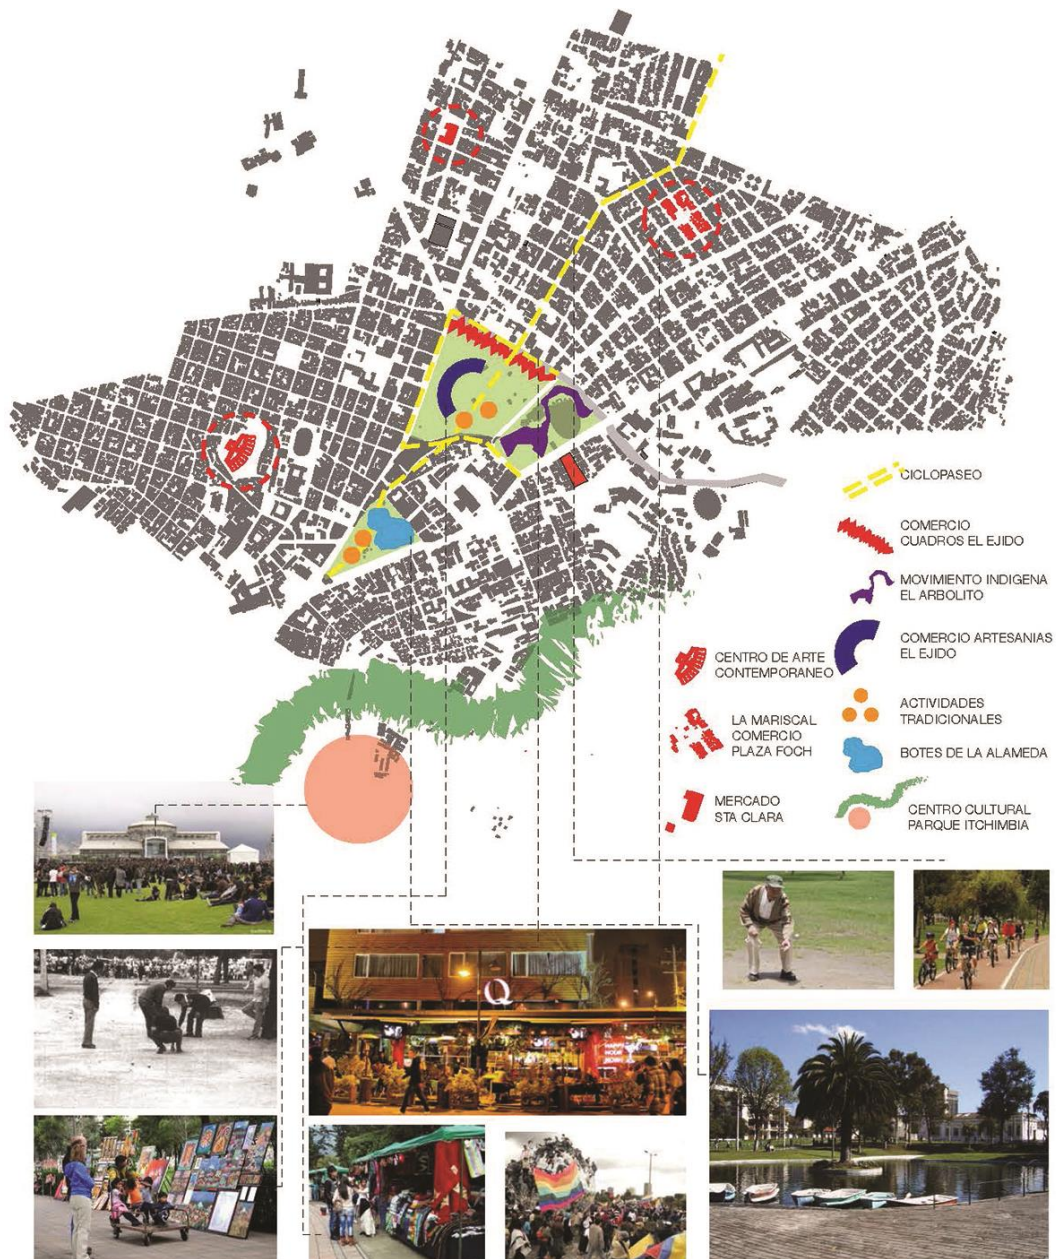 CICLOPASEO
COMERCIO
CUADROS EL EJIDO
MOVIMIENTO INDIGENA
EL ARBOLITO
COMERCIO ARTESANIAS
EL EJIDO
CENTRO DE ARTE
CONTEMPORANEO
ACTIVIDADES
TRADICIONALES
LA MARISCAL
COMERCIO
PLAZA FOCH
BOTES DE LA ALAMEDA
MERCADO
STA CLARA
CENTRO CULTURAL
PARQUE ITCHIMBIA
Q